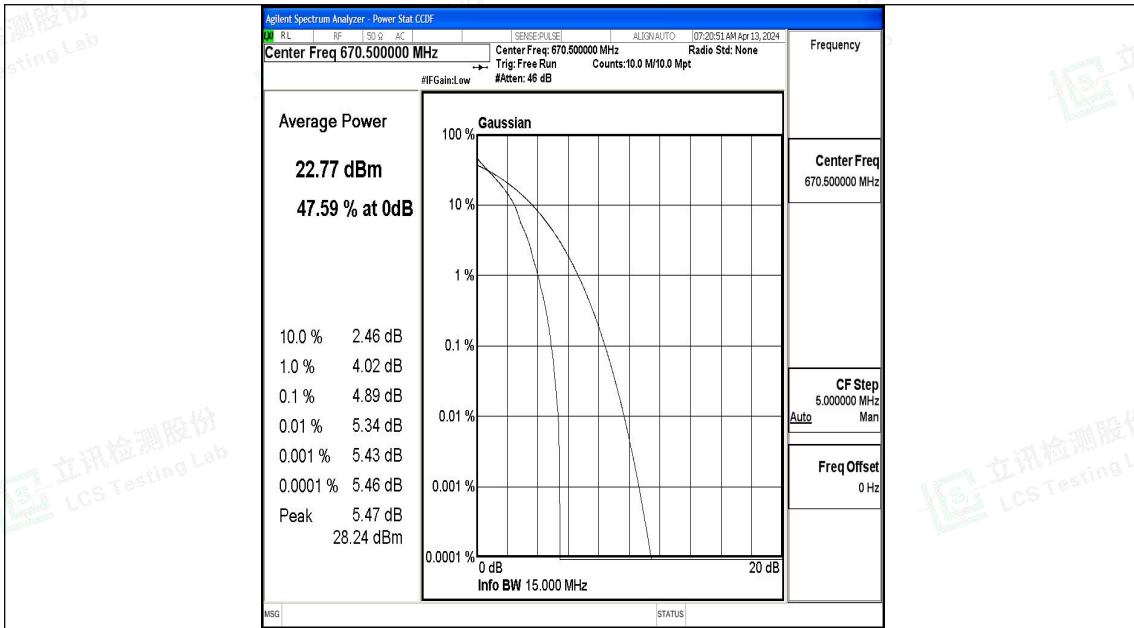 Agilent Spectrum Analyzer - Power Stat CCDF
RL RF 50 Ω AC SENSE:PULSE ALIGN AUTO 07:20:51 AM Apr 13, 2024
Center Freq 670.500000 MHz
Center Freq: 670.500000 MHz Radio Std: None
Trig: Free Run Counts:10.0 M/10.0 Mpt
#IFGain:Low #Atten: 46 dB
Frequency
Average Power
22.77 dBm
47.59 % at 0dB
10.0 % 2.46 dB
1.0 % 4.02 dB
0.1 % 4.89 dB
0.01 % 5.34 dB
0.001 % 5.43 dB
0.0001 % 5.46 dB
Peak 5.47 dB
28.24 dBm
Gaussian
100 %
10 %
1 %
0.1 %
0.01 %
0.001 %
0.0001 %
0 dB 20 dB
Info BW 15.000 MHz
Center Freq
670.500000 MHz
CF Step
5.000000 MHz
Auto Man
Freq Offset
0 Hz
MSG STATUS
立讯检测股份
LCS Testing Lab
立讯检测股份
LCS Testing L